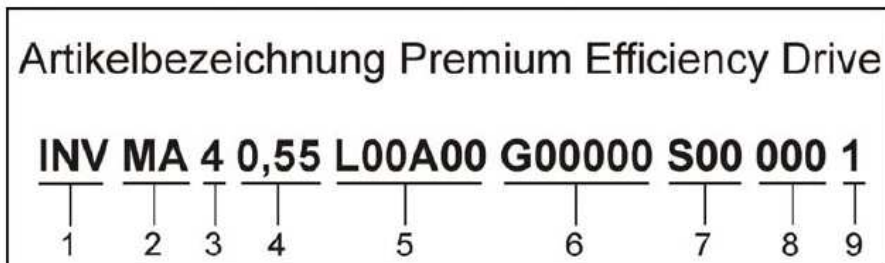 Artikelbezeichnung Premium Efficiency Drive
INV MA 4 0,55 L00A00 G00000 S00 000 1
1 2 3 4 5 6 7 8 9